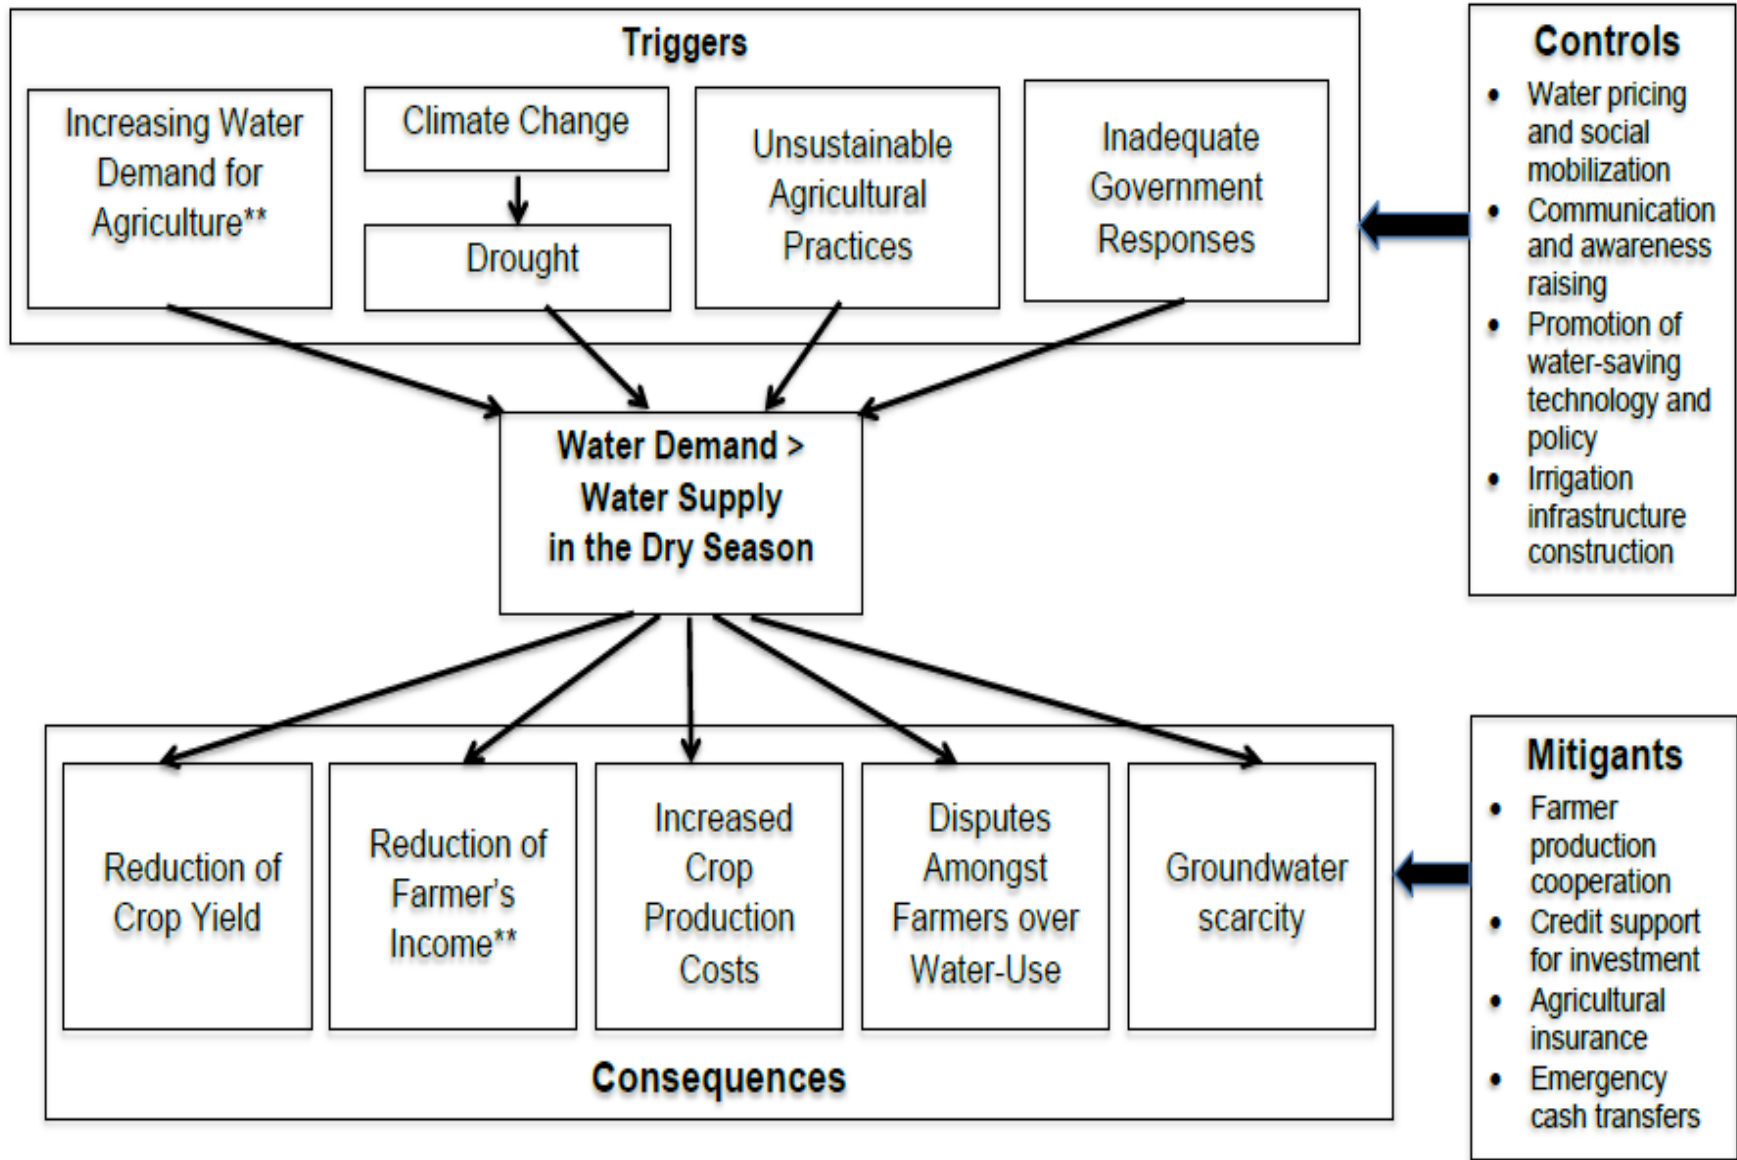 Triggers
Increasing Water
Demand for
Agriculture**
Climate Change
Drought
Unsustainable
Agricultural
Practices
Inadequate
Government
Responses
Controls
• Water pricing
and social
mobilization
• Communication
and awareness
raising
• Promotion of
water-saving
technology and
policy
• Irrigation
infrastructure
construction
Water Demand >
Water Supply
in the Dry Season
Reduction of
Crop Yield
Reduction of
Farmer’s
Income**
Increased
Crop
Production
Costs
Disputes
Amongst
Farmers over
Water-Use
Groundwater
scarcity
Consequences
Mitigants
• Farmer
production
cooperation
• Credit support
for investment
• Agricultural
insurance
• Emergency
cash transfers